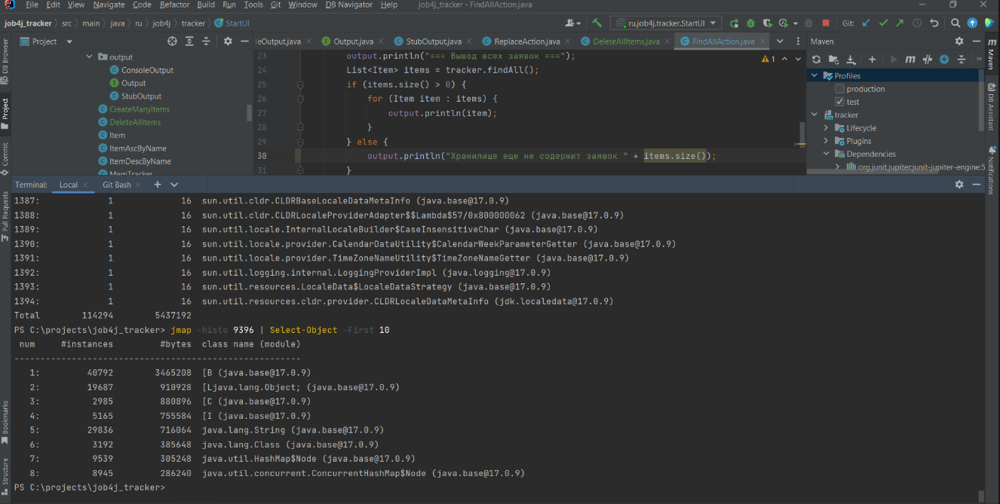 File Edit View Navigate Code Refactor Build Run Tools Git Window DB Navigator Help job4j_tracker - FindAllAction.java
job4j_tracker > src > main > java > ru > job4j > tracker > StartUI ru.job4j.tracker.StartUI Git:
Project eOutput.java Output.java StubOutput.java ReplaceAction.java DeleteAllItems.java FindAllAction.java Maven
output
ConsoleOutput
Output
StubOutput
CreateManyItems
DeleteAllItems
Item
ItemAscByName
ItemDescByName
MemTracker
23 output.println("=== Вывод всех заявок ===");
24 List<Item> items = tracker.findAll();
25 if (items.size() > 0) {
26 for (Item item : items) {
27 output.println(item);
28 }
29 } else {
30 output.println("Хранилище еще не содержит заявок " + items.size());
31 }
1
Profiles
production
test
tracker
Lifecycle
Plugins
Dependencies
org.junit.jupiter:junit-jupiter-engine:5
DB Browser
Project
Commit
Pull Requests
Bookmarks
Structure
Maven
DB Assistant
Notifications
Terminal: Local Git Bash
1387: 1 16 sun.util.cldr.CLDRBaseLocaleDataMetaInfo (java.base@17.0.9)
1388: 1 16 sun.util.cldr.CLDRLocaleProviderAdapter$$Lambda$57/0x800000062 (java.base@17.0.9)
1389: 1 16 sun.util.locale.InternalLocaleBuilder$CaseInsensitiveChar (java.base@17.0.9)
1390: 1 16 sun.util.locale.provider.CalendarDataUtility$CalendarWeekParameterGetter (java.base@17.0.9)
1391: 1 16 sun.util.locale.provider.TimeZoneNameUtility$TimeZoneNameGetter (java.base@17.0.9)
1392: 1 16 sun.util.logging.internal.LoggingProviderImpl (java.logging@17.0.9)
1393: 1 16 sun.util.resources.LocaleData$LocaleDataStrategy (java.base@17.0.9)
1394: 1 16 sun.util.resources.cldr.provider.CLDRLocaleDataMetaInfo (jdk.localedata@17.0.9)
Total 114294 5437192
PS C:\projects\job4j_tracker> jmap -histo 9396 | Select-Object -First 10
num #instances #bytes class name (module)
-------------------------------------------------------
1: 40792 3465208 [B (java.base@17.0.9)
2: 19687 910928 [Ljava.lang.Object; (java.base@17.0.9)
3: 2985 880896 [C (java.base@17.0.9)
4: 5165 755584 [I (java.base@17.0.9)
5: 29836 716064 java.lang.String (java.base@17.0.9)
6: 3192 385648 java.lang.Class (java.base@17.0.9)
7: 9539 305248 java.util.HashMap$Node (java.base@17.0.9)
8: 8945 286240 java.util.concurrent.ConcurrentHashMap$Node (java.base@17.0.9)
PS C:\projects\job4j_tracker>